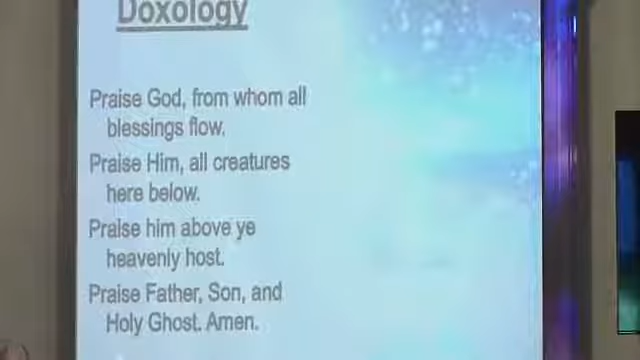 Doxology
Praise God, from whom all
blessings flow.
Praise Him, all creatures
here below.
Praise him above ye
heavenly host.
Praise Father, Son, and
Holy Ghost. Amen.